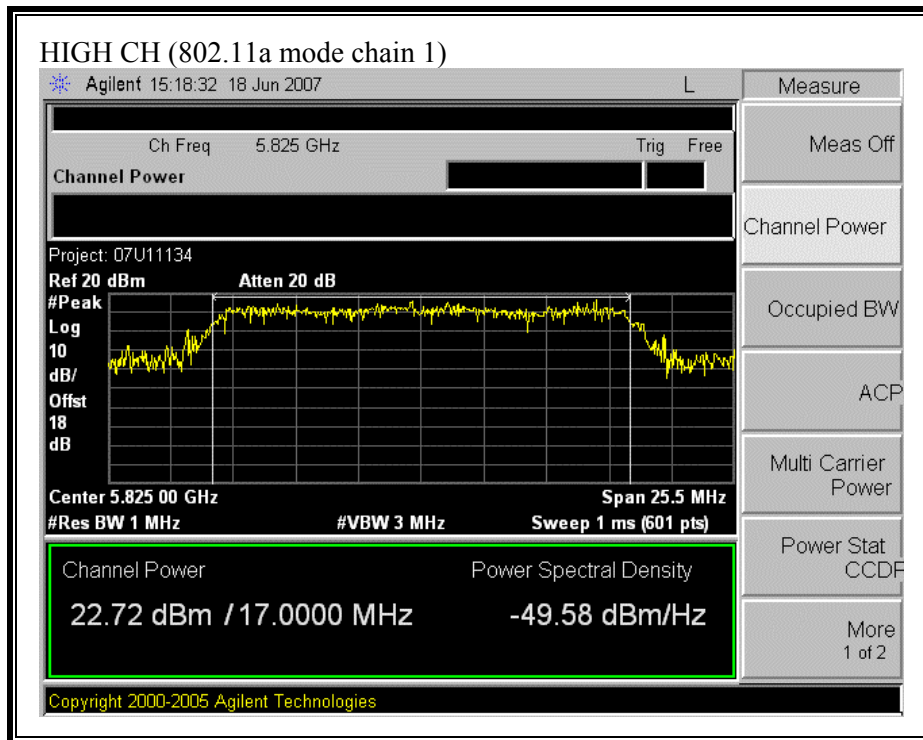 HIGH CH (802.11a mode chain 1)
Agilent 15:18:32 18 Jun 2007 L
Measure
Ch Freq 5.825 GHz Trig Free
Meas Off
Channel Power
Channel Power
Project: 07U11134
Ref 20 dBm Atten 20 dB
#Peak
Log
10
dB/
Offst
18
dB
Occupied BW
ACP
Multi Carrier
Power
Center 5.825 00 GHz Span 25.5 MHz
#Res BW 1 MHz #VBW 3 MHz Sweep 1 ms (601 pts)
Power Stat
CCDF
Channel Power Power Spectral Density
22.72 dBm / 17.0000 MHz -49.58 dBm/Hz
More
1 of 2
Copyright 2000-2005 Agilent Technologies